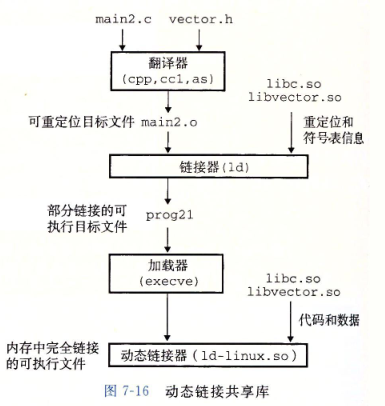 main2.c vector.h
翻译器
(cpp,cc1,as)
libc.so
libvector.so
可重定位目标文件 main2.o
重定位和
符号表信息
链接器(ld)
部分链接的可
执行目标文件
prog21
加载器
(execve)
libc.so
libvector.so
代码和数据
内存中完全链接
的可执行文件
动态链接器(ld-linux.so)
图 7-16 动态链接共享库